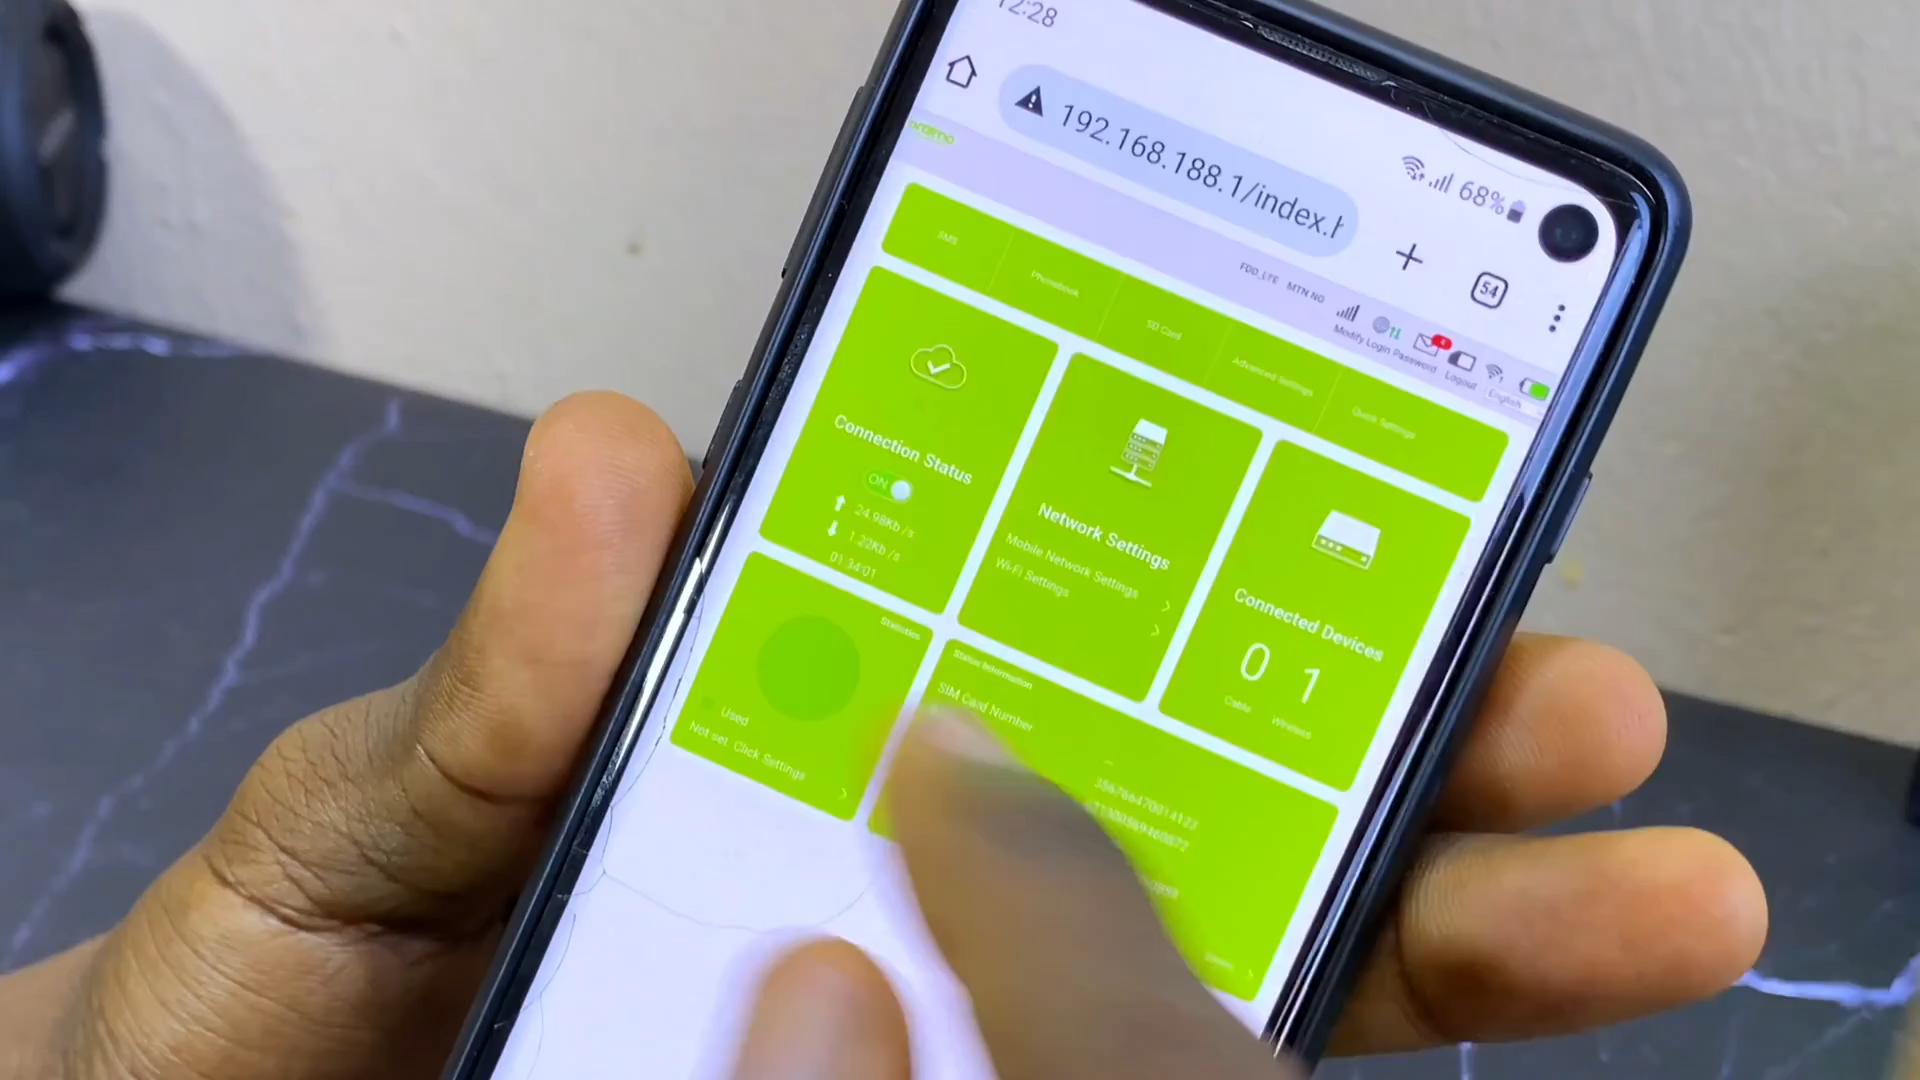 12:28
192.168.188.1/index.h
68%
54
oraimo
FDD_LTE MTN NG
Modify Login Password
Logout
English
SMS
Phonebook
SD Card
Advanced Settings
Quick Settings
Connection Status
ON
24.98Kb /s
1.22Kb /s
01:34:01
Network Settings
Mobile Network Settings
Wi-Fi Settings
Connected Devices
0 1
Cable Wireless
Statistics
Used
Not set. Click Settings
Status Information
SIM Card Number